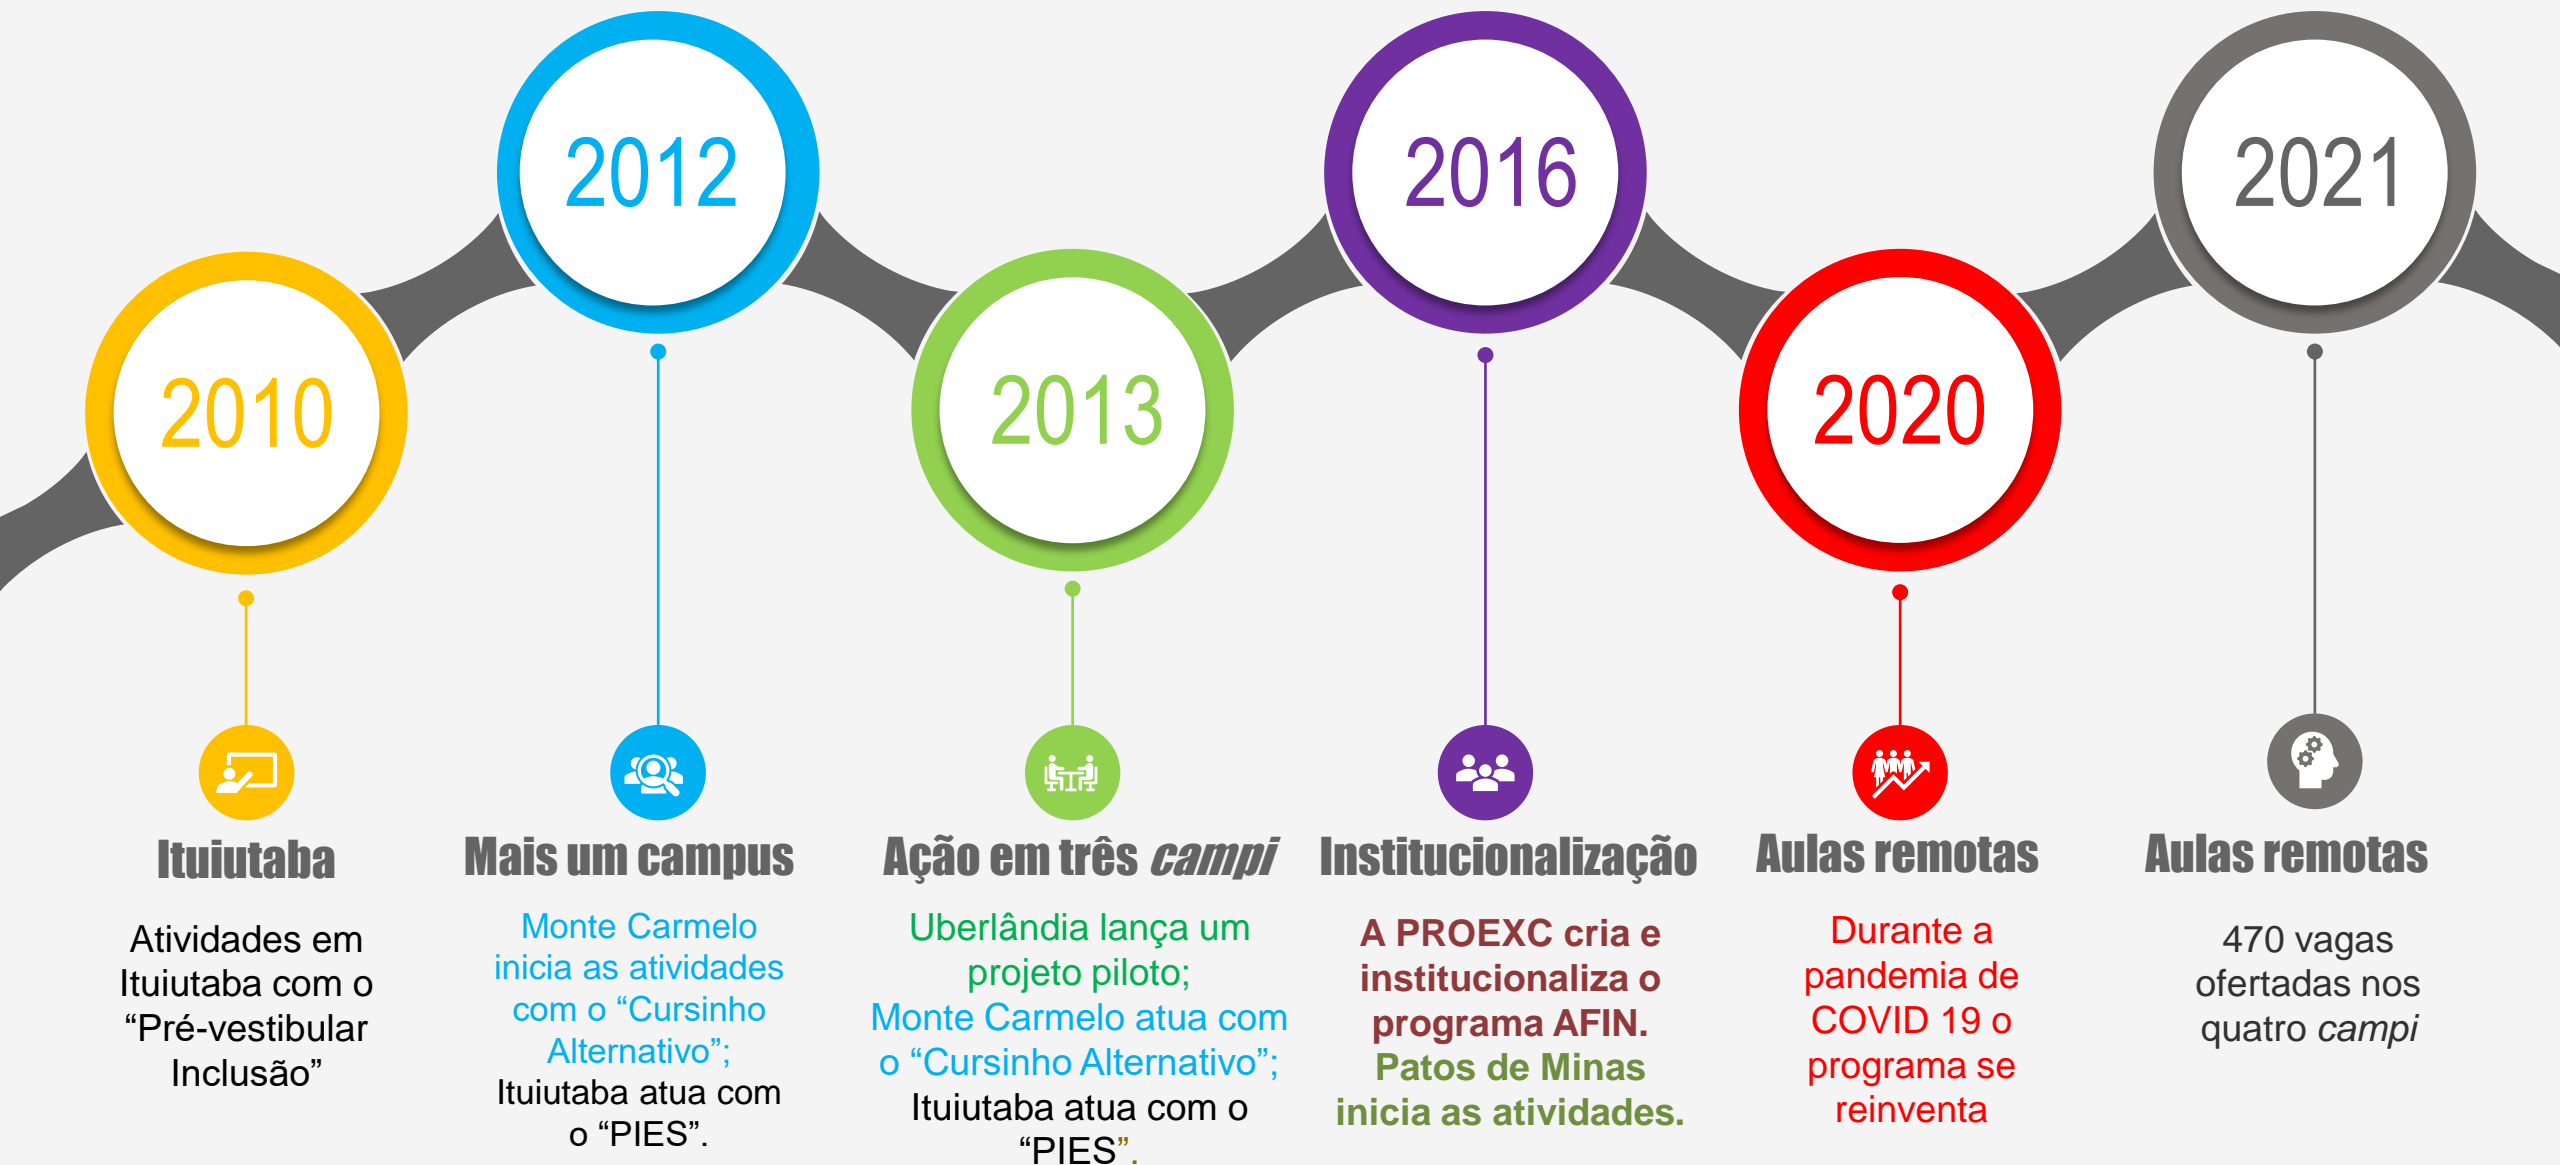 2010
Ituiutaba
Atividades em
Ituiutaba com o
“Pré-vestibular
Inclusão”
2012
Mais um campus
Monte Carmelo
inicia as atividades
com o “Cursinho
Alternativo”;
Ituiutaba atua com
o “PIES”.
2013
Ação em três campi
Uberlândia lança um
projeto piloto;
Monte Carmelo atua com
o “Cursinho Alternativo”;
Ituiutaba atua com o
“PIES”.
2016
Institucionalização
A PROEXC cria e
institucionaliza o
programa AFIN.
Patos de Minas
inicia as atividades.
2020
Aulas remotas
Durante a
pandemia de
COVID 19 o
programa se
reinventa
2021
Aulas remotas
470 vagas
ofertadas nos
quatro campi